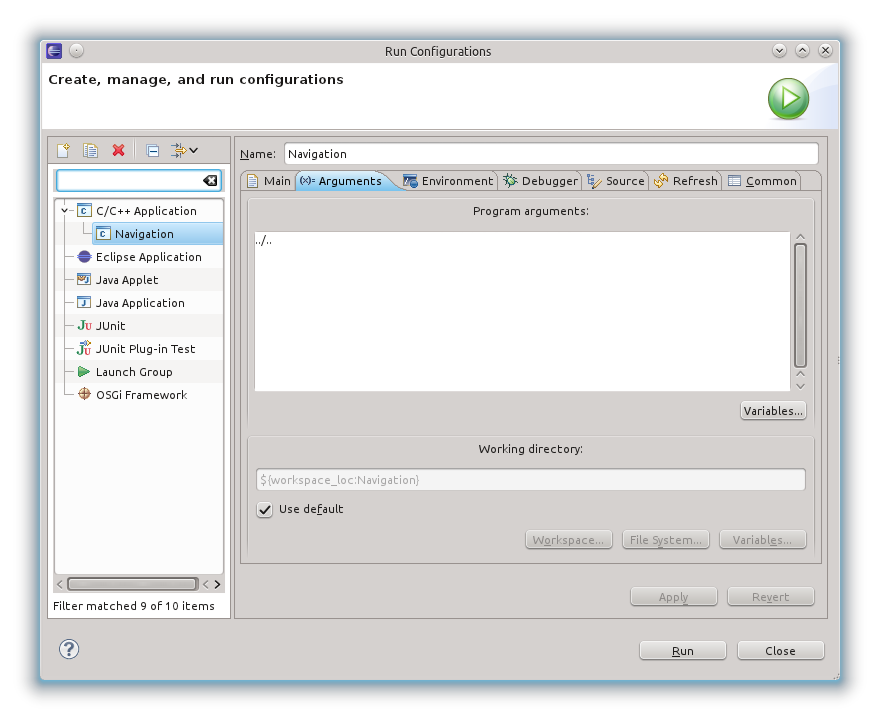 Run Configurations
Create, manage, and run configurations
Name: Navigation
Main (x)= Arguments Environment Debugger Source Refresh Common
C/C++ Application
Navigation
Eclipse Application
Java Applet
Java Application
JUnit
JUnit Plug-in Test
Launch Group
OSGi Framework
Filter matched 9 of 10 items
Program arguments:
../..
Variables...
Working directory:
${workspace_loc:Navigation}
Use default
Workspace... File System... Variables...
Apply Revert
? Run Close